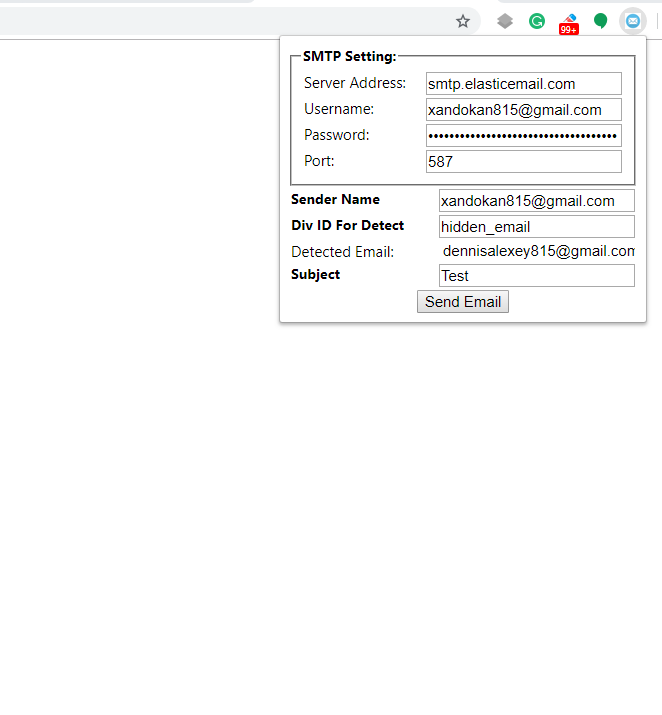 99+
SMTP Setting:
Server Address: smtp.elasticemail.com
Username: xandokan815@gmail.com
Password: ••••••••••••••••••••••••••••••••••••
Port: 587
Sender Name xandokan815@gmail.com
Div ID For Detect hidden_email
Detected Email: dennisalexey815@gmail.com
Subject Test
Send Email